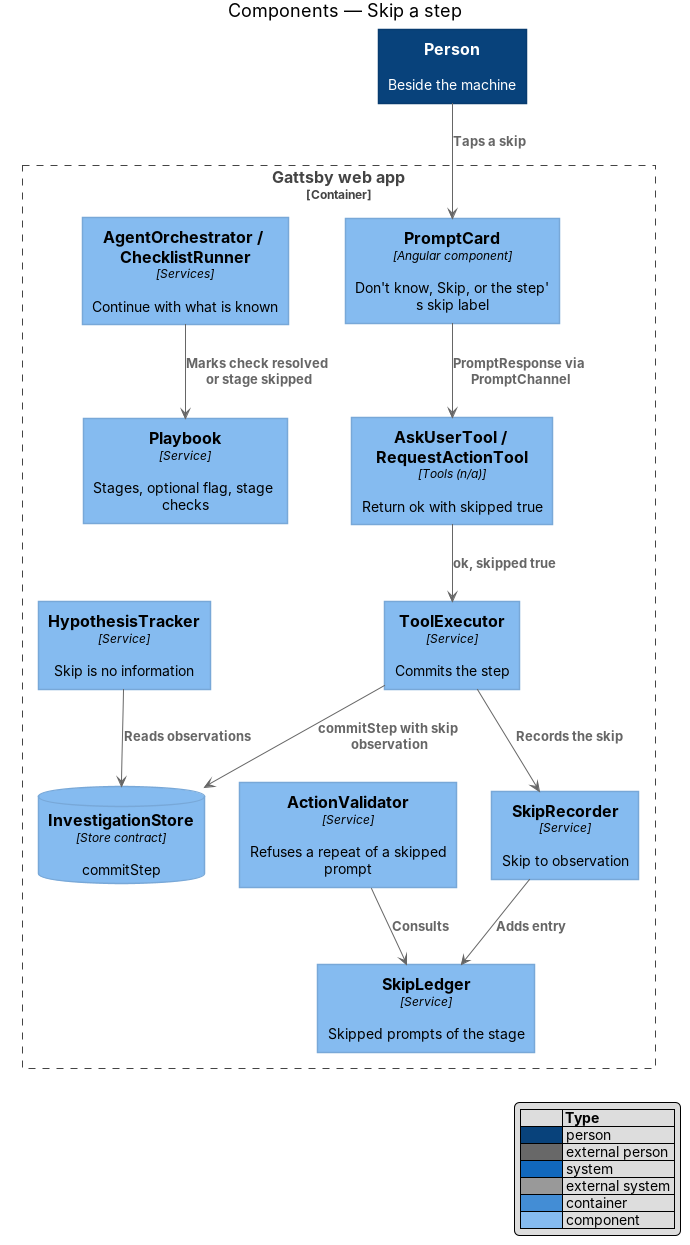 Components — Skip a step
Person
Beside the machine
Taps a skip
Gattsby web app
[Container]
AgentOrchestrator /
ChecklistRunner
[Services]
Continue with what is known
PromptCard
[Angular component]
Don't know, Skip, or the step'
s skip label
Marks check resolved
or stage skipped
PromptResponse via
PromptChannel
Playbook
[Service]
Stages, optional flag, stage
checks
AskUserTool /
RequestActionTool
[Tools (n/a)]
Return ok with skipped true
ok, skipped true
HypothesisTracker
[Service]
Skip is no information
ToolExecutor
[Service]
Commits the step
Reads observations
commitStep with skip
observation
Records the skip
InvestigationStore
[Store contract]
commitStep
ActionValidator
[Service]
Refuses a repeat of a skipped
prompt
SkipRecorder
[Service]
Skip to observation
Consults
Adds entry
SkipLedger
[Service]
Skipped prompts of the stage
Type
person
external person
system
external system
container
component